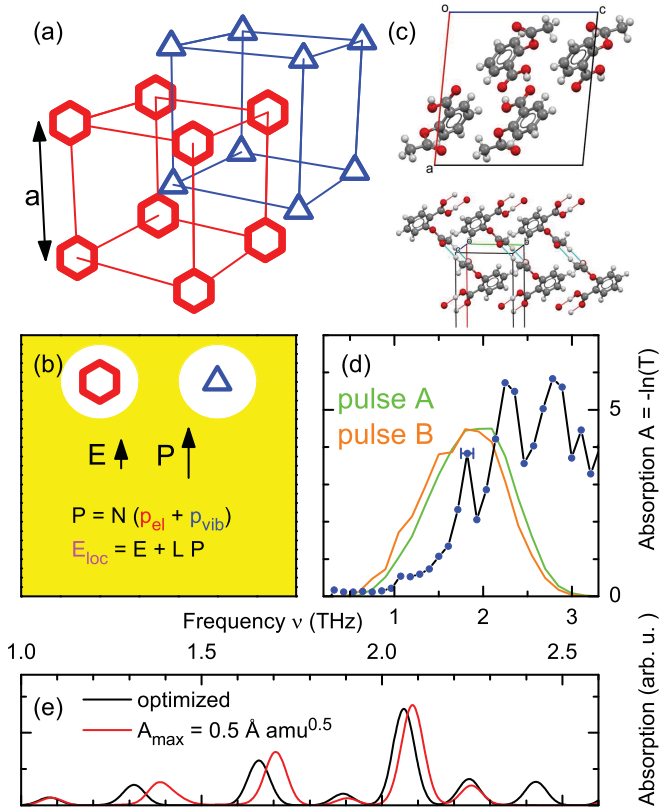 (a)
a
(c)
o
c
a
o
b
(b)
E
P
P = N (p_el + p_vib)
E_loc = E + L P
(d)
pulse A
pulse B
5
0
Absorption A = -ln(T)
1
2
3
Frequency ν (THz)
1.0
1.5
2.0
2.5
(e)
optimized
A_max = 0.5 Å amu^0.5
Absorption (arb. u.)